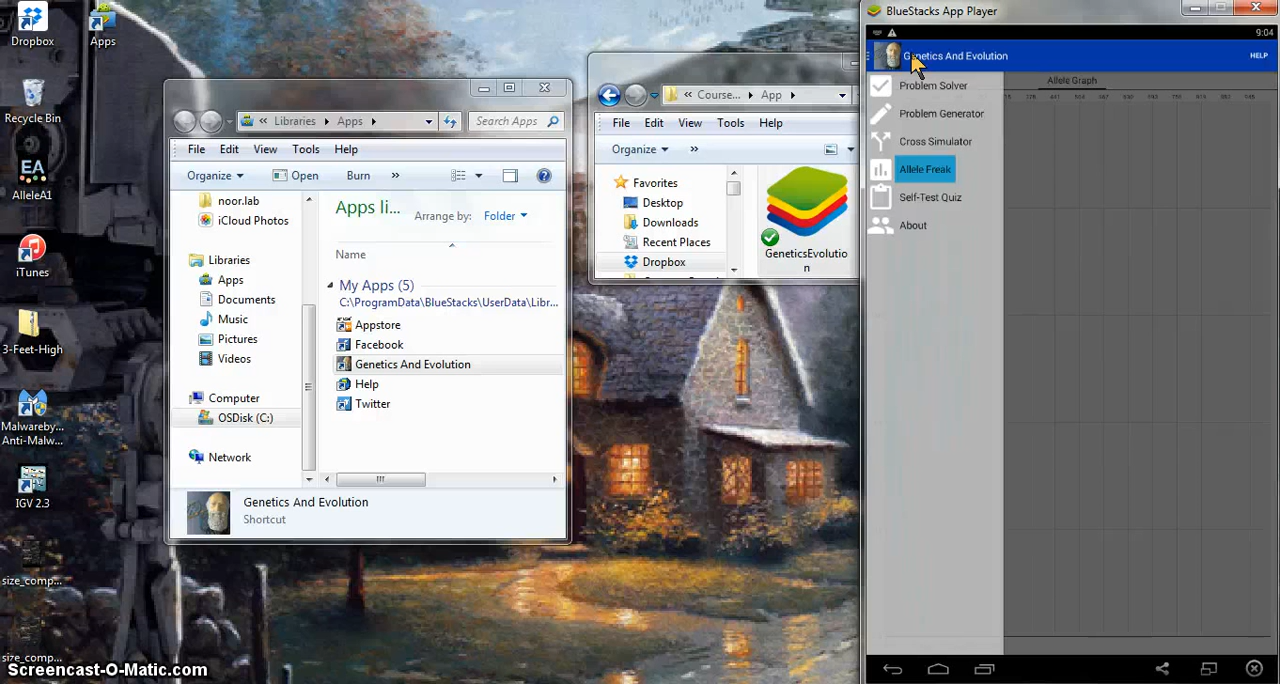 Dropbox
Apps
Recycle Bin
EA
AlleleA1
iTunes
3-Feet-High
Malwareby...
Anti-Malw...
IGV 2.3
size_comp...
size_comp...
Screencast-O-Matic.com
Libraries
Apps
Search Apps
File Edit View Tools Help
Organize Open Burn »
noor.lab
iCloud Photos
Libraries
Apps
Documents
Music
Pictures
Videos
Computer
OSDisk (C:)
Network
Apps li...
Arrange by: Folder
Name
My Apps (5)
C:\ProgramData\BlueStacks\UserData\Libr...
Appstore
Facebook
Genetics And Evolution
Help
Twitter
Genetics And Evolution
Shortcut
« Course... App
File Edit View Tools Help
Organize »
Favorites
Desktop
Downloads
Recent Places
Dropbox
GeneticsEvolutio
n
BlueStacks App Player
9:04
Genetics And Evolution
HELP
Problem Solver
Problem Generator
Cross Simulator
Allele Freak
Self-Test Quiz
About
Allele Graph